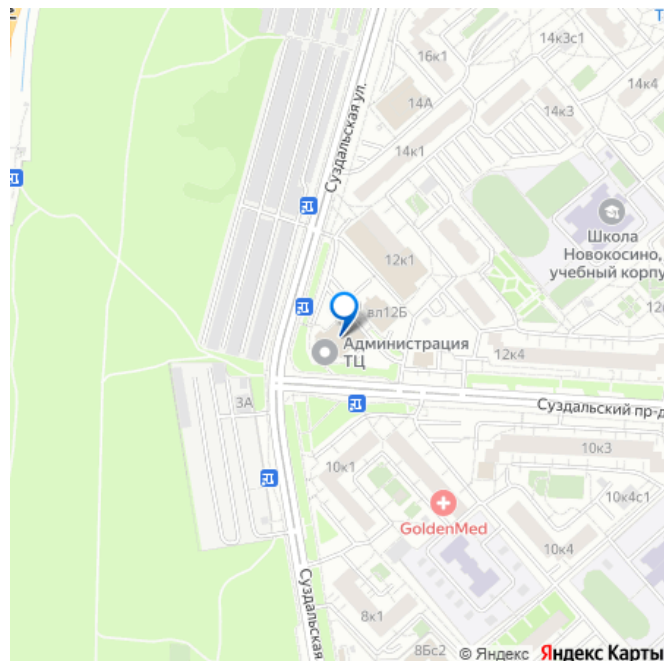 14к3с1
16к1
14к4
14А
14к3
Суздальская ул.
14к1
Школа
Новокосино,
учебный корпу
12к1
вл12Б
Администрация
ТЦ
12к4
3А
Суздальский пр-д
10к3
10к1
10к4с1
GoldenMed
10к4
Суздальская
8к1
8Бс2
© Яндекс Яндекс Карты